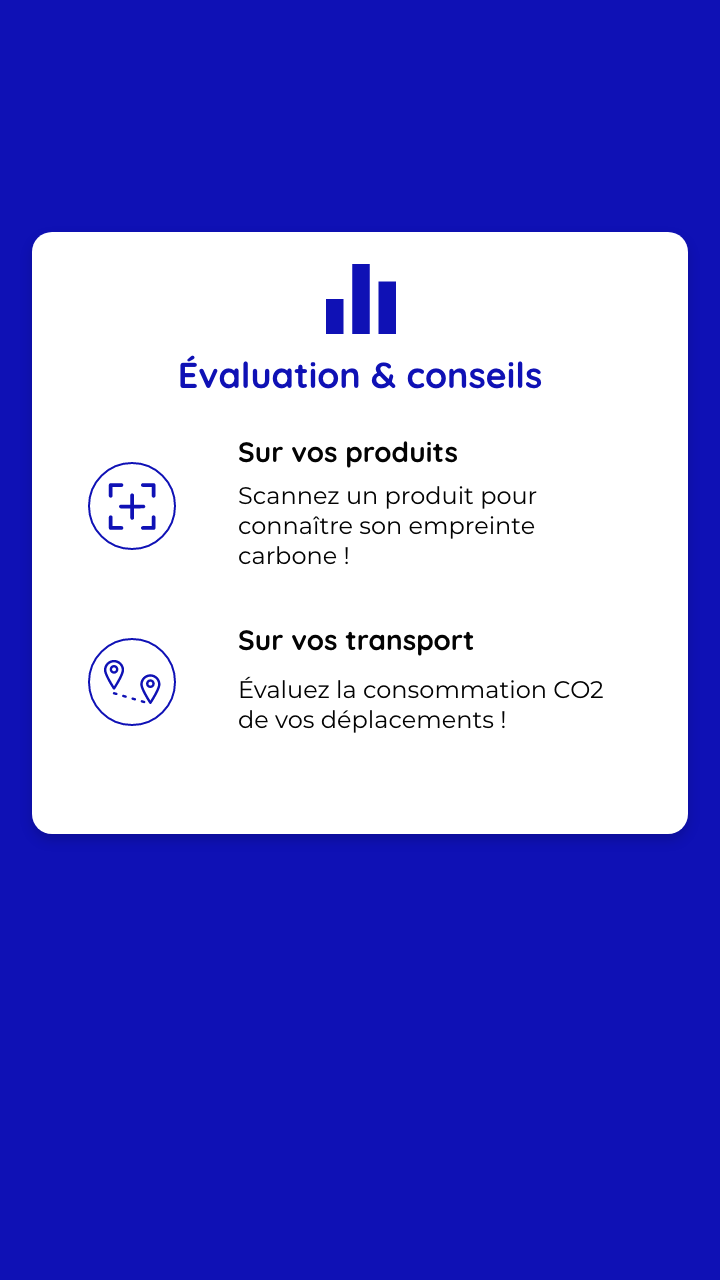 Évaluation & conseils
Sur vos produits
Scannez un produit pour
connaître son empreinte
carbone !
Sur vos transport
Évaluez la consommation CO2
de vos déplacements !